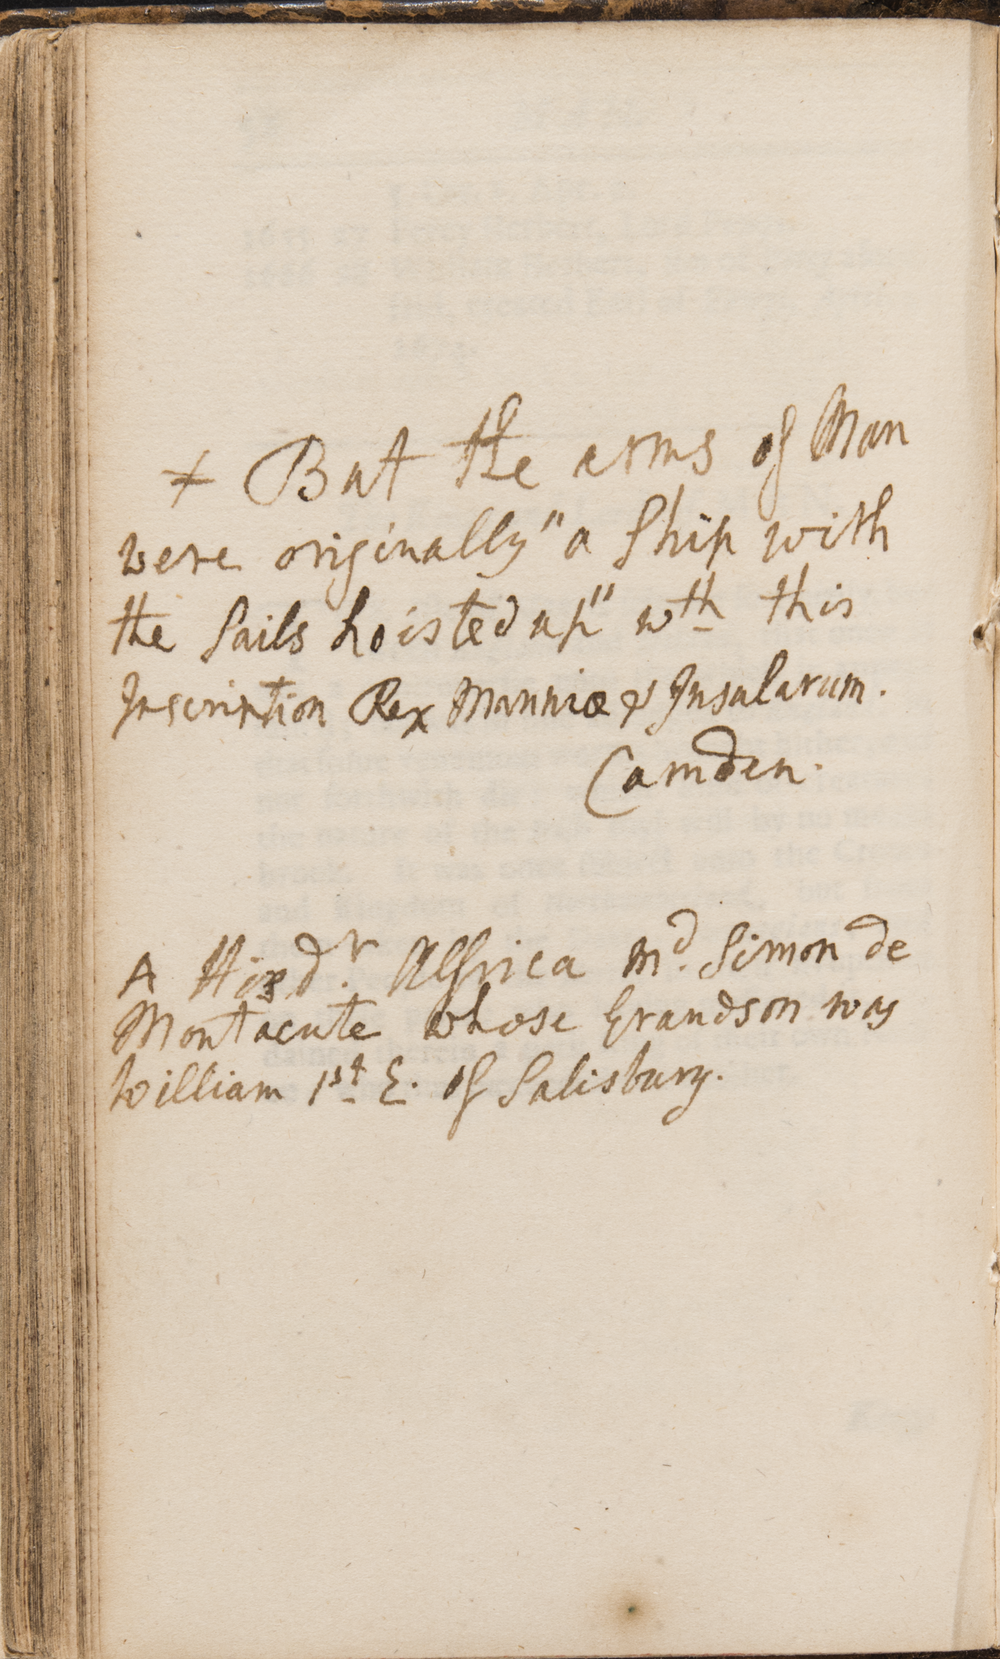 ≠ But the arms of Man
were originally "a Ship with
the Sails hoisted up" wth this
Inscription Rex Manniæ & Insularum.
Camden.
A His dr. Alfrica md. Simon de
Montacute whose Grandson was
William 1st E. of Salisbury.